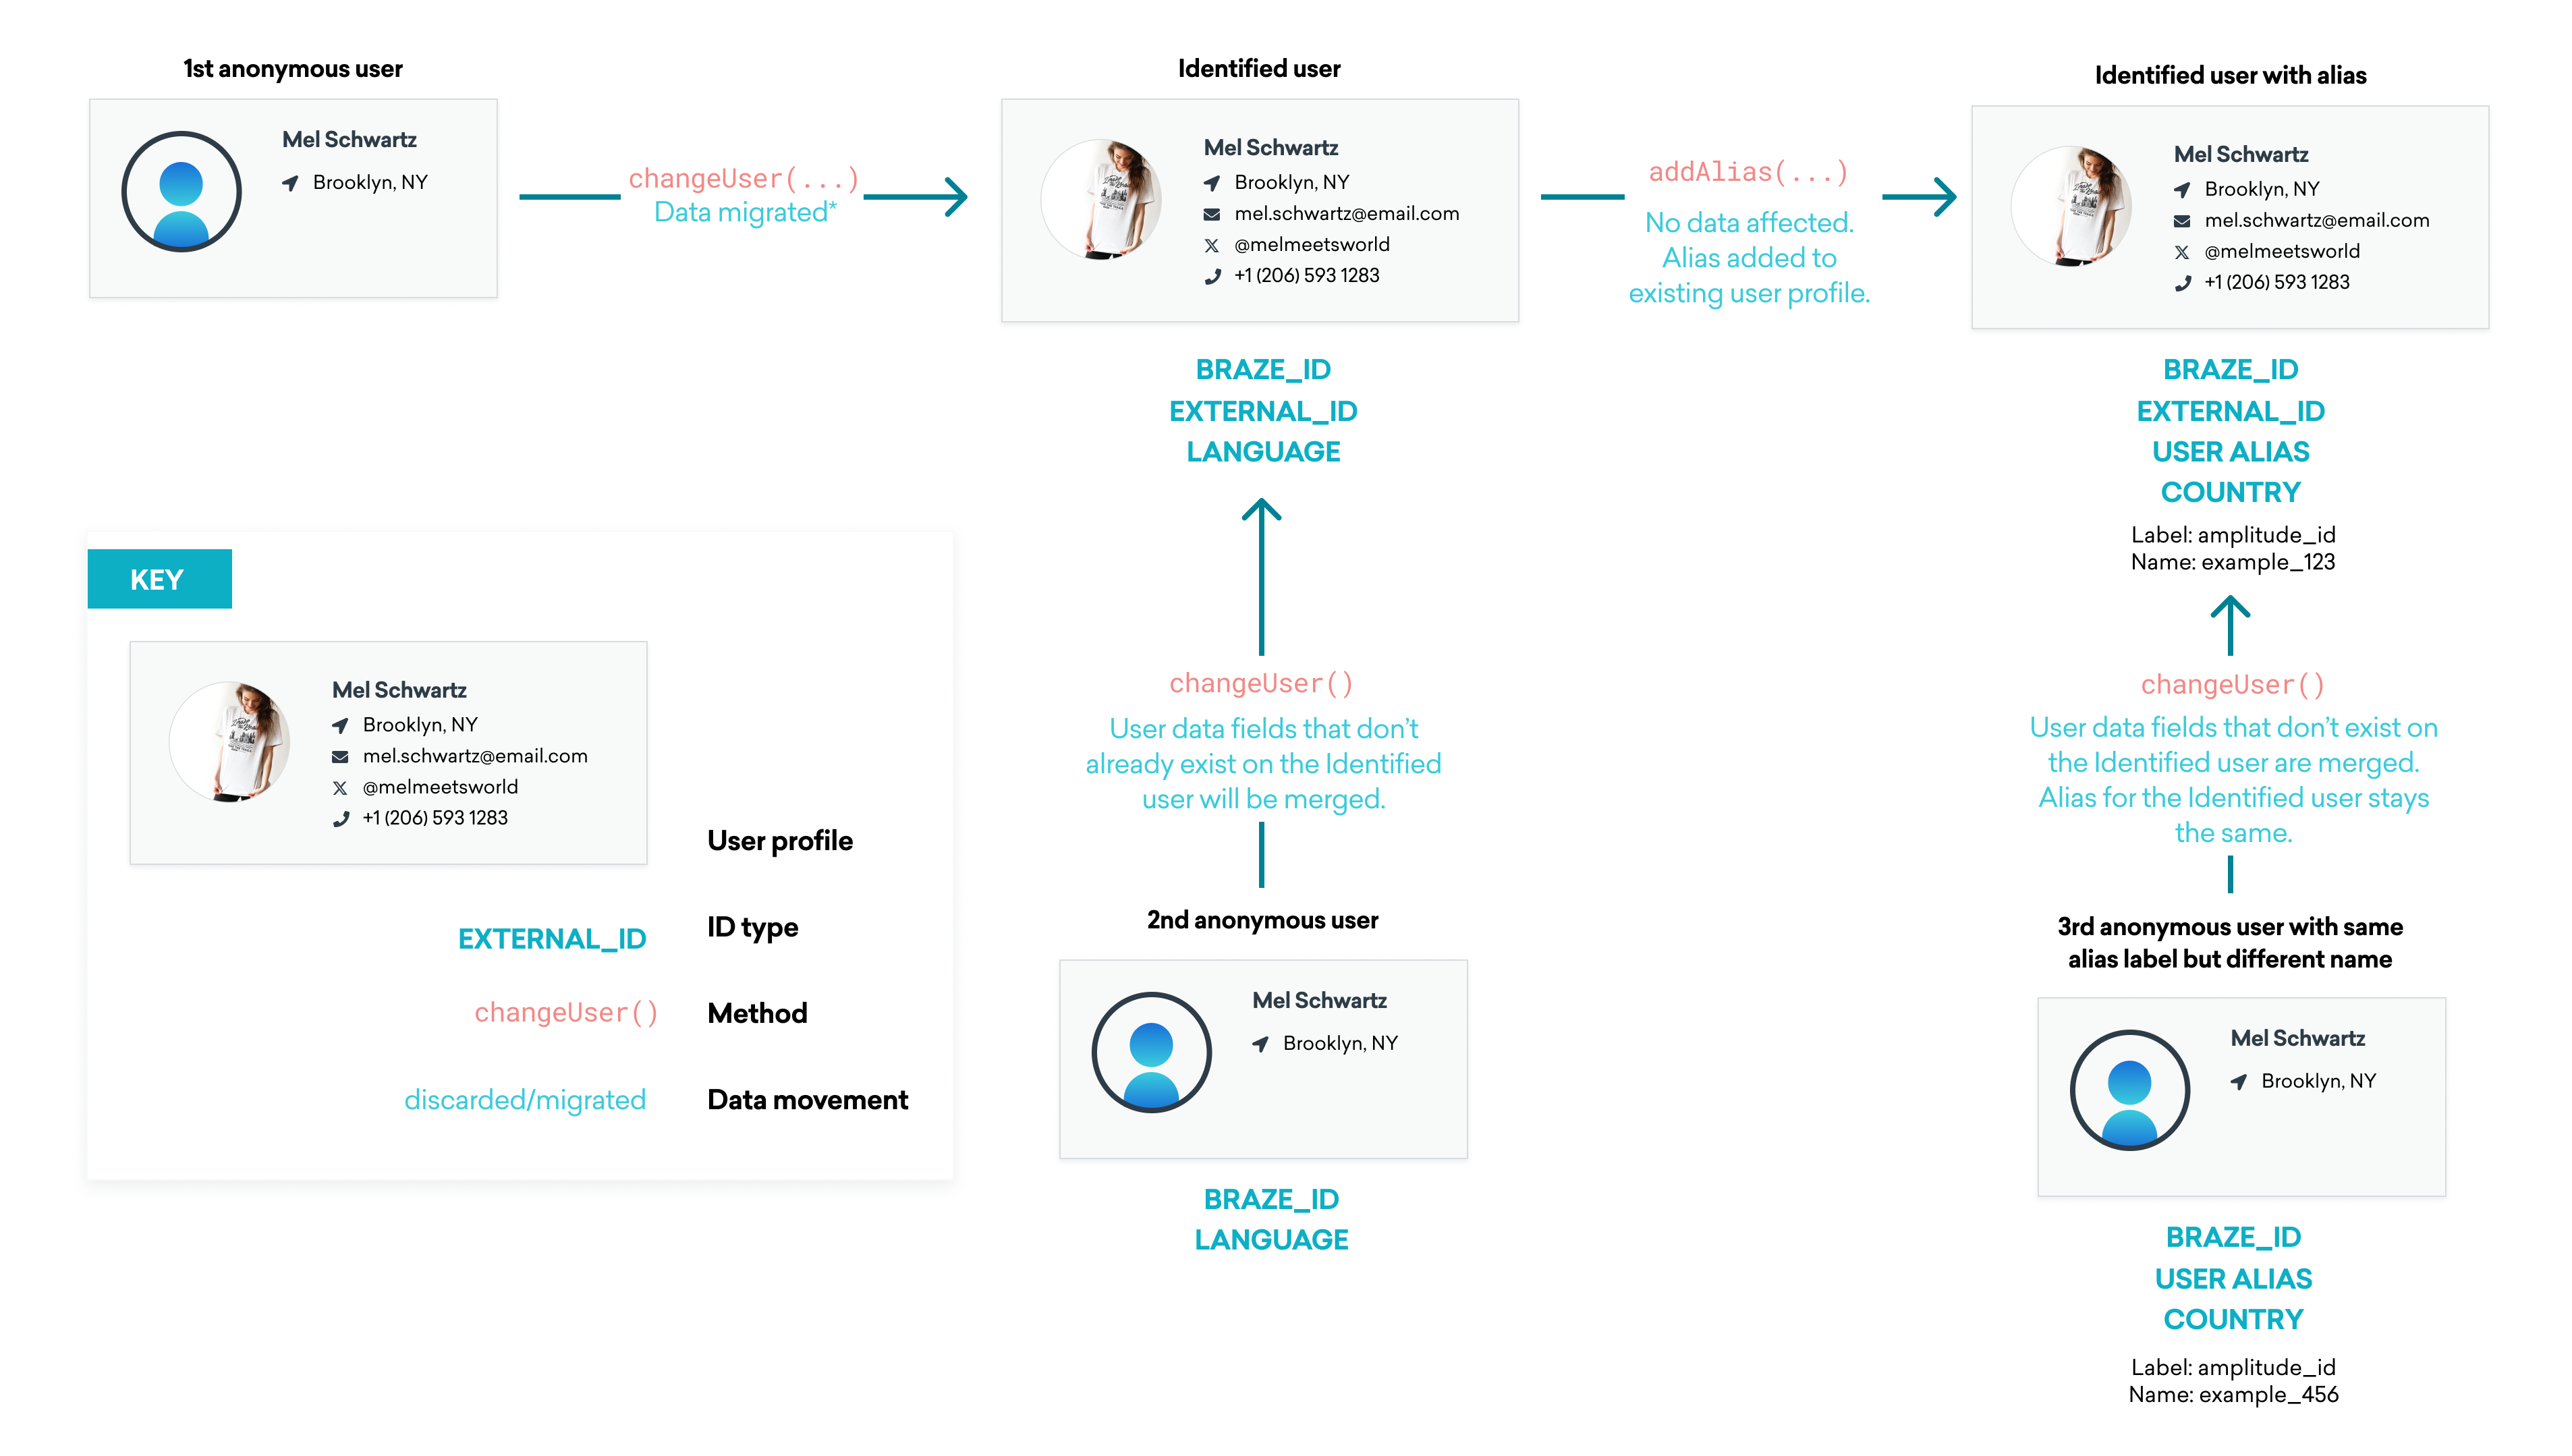 1st anonymous user
Mel Schwartz
Brooklyn, NY
changeUser(...)
Data migrated*
Identified user
Mel Schwartz
Brooklyn, NY
mel.schwartz@email.com
@melmeetsworld
+1 (206) 593 1283
BRAZE_ID
EXTERNAL_ID
LANGUAGE
addAlias(...)
No data affected.
Alias added to
existing user profile.
Identified user with alias
Mel Schwartz
Brooklyn, NY
mel.schwartz@email.com
@melmeetsworld
+1 (206) 593 1283
BRAZE_ID
EXTERNAL_ID
USER ALIAS
COUNTRY
Label: amplitude_id
Name: example_123
KEY
Mel Schwartz
Brooklyn, NY
mel.schwartz@email.com
@melmeetsworld
+1 (206) 593 1283
User profile
EXTERNAL_ID
ID type
changeUser()
Method
discarded/migrated
Data movement
changeUser()
User data fields that don’t
already exist on the Identified
user will be merged.
2nd anonymous user
Mel Schwartz
Brooklyn, NY
BRAZE_ID
LANGUAGE
changeUser()
User data fields that don’t exist on
the Identified user are merged.
Alias for the Identified user stays
the same.
3rd anonymous user with same
alias label but different name
Mel Schwartz
Brooklyn, NY
BRAZE_ID
USER ALIAS
COUNTRY
Label: amplitude_id
Name: example_456